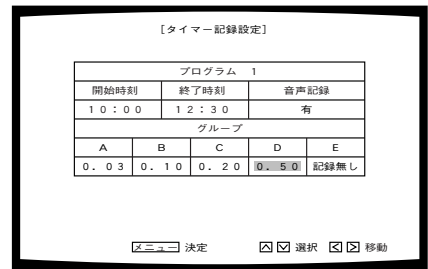 [タイマー記録設定]
プログラム 1
開始時刻 終了時刻 音声記録
10:00 12:30 有
グループ
A B C D E
0.03 0.10 0.20 0.50 記録無し
メニュー 決定 ∧ ∨ 選択 < > 移動